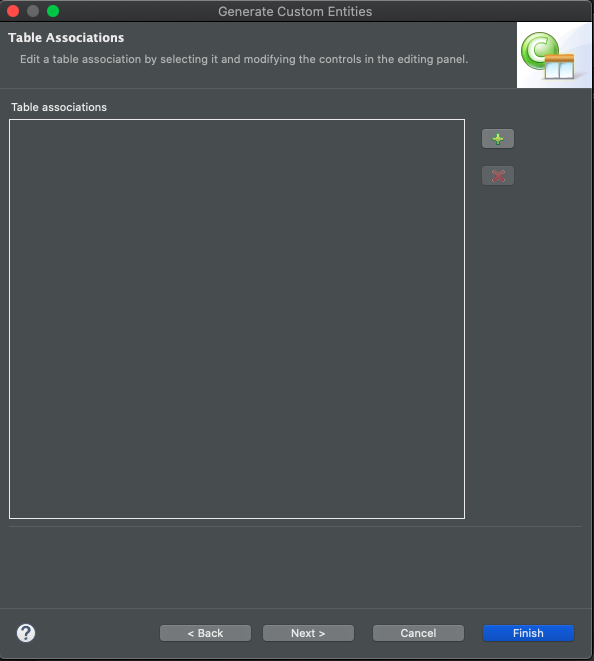 Generate Custom Entities
Table Associations
Edit a table association by selecting it and modifying the controls in the editing panel.
C
Table associations
?
< Back
Next >
Cancel
Finish